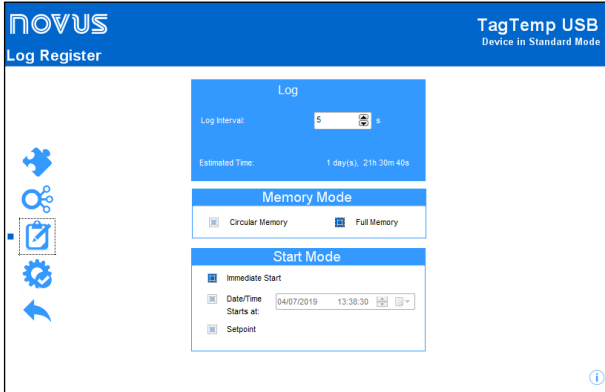 novus
TagTemp USB
Device in Standard Mode
Log Register
Log
Log Interval: 5 s
Estimated Time: 1 day(s), 21h 30m 40s
Memory Mode
Circular Memory Full Memory
Start Mode
Immediate Start
Date/Time
Starts at: 04/07/2019 13:38:30
Setpoint
i